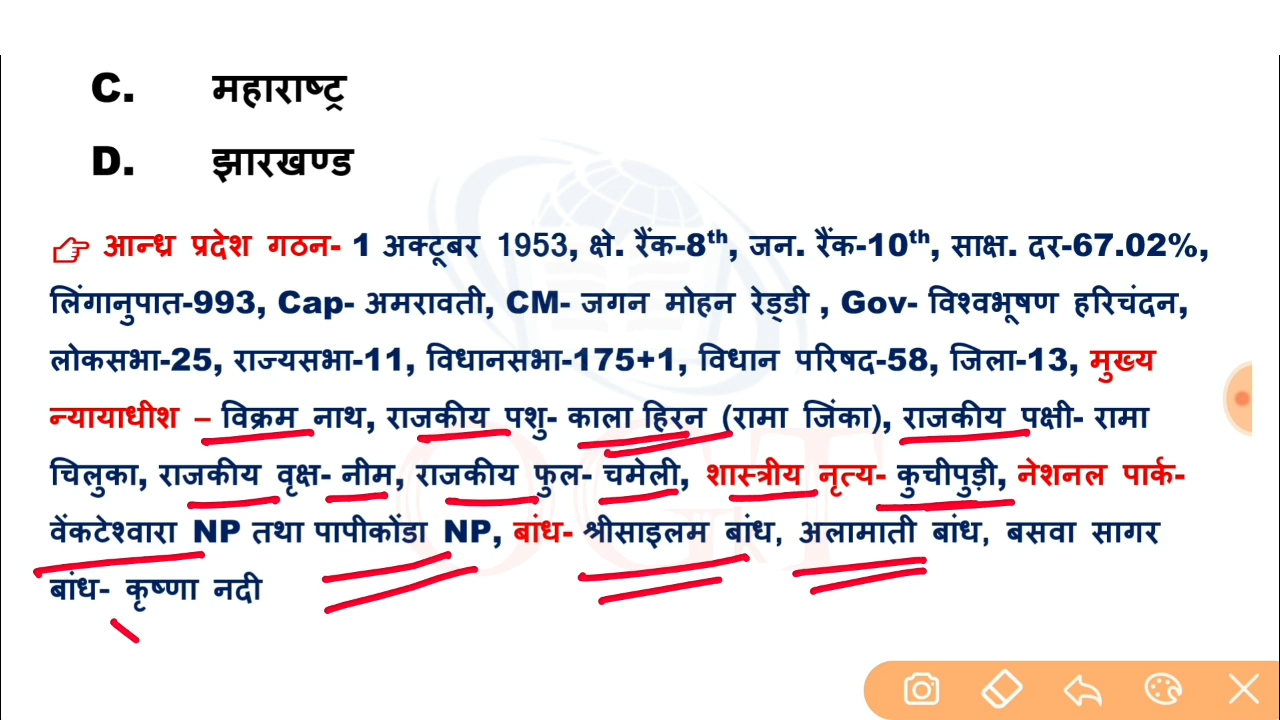 C. महाराष्ट्र
D. झारखण्ड
आन्ध्र प्रदेश गठन- 1 अक्टूबर 1953, क्षे. रैंक-8th, जन. रैंक-10th, साक्ष. दर-67.02%,
लिंगानुपात-993, Cap- अमरावती, CM- जगन मोहन रेड्डी , Gov- विश्वभूषण हरिचंदन,
लोकसभा-25, राज्यसभा-11, विधानसभा-175+1, विधान परिषद-58, जिला-13, मुख्य
न्यायाधीश – विक्रम नाथ, राजकीय पशु- काला हिरन (रामा जिंका), राजकीय पक्षी- रामा
चिलुका, राजकीय वृक्ष- नीम, राजकीय फुल- चमेली, शास्त्रीय नृत्य- कुचीपुड़ी, नेशनल पार्क-
वेंकटेश्वारा NP तथा पापीकोंडा NP, बांध- श्रीसाइलम बांध, अलामाती बांध, बसवा सागर
बांध- कृष्णा नदी